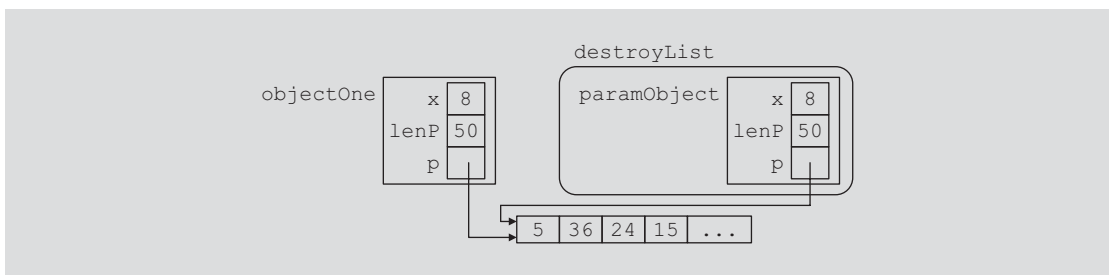 destroyList
objectOne
x 8
lenP 50
p
paramObject
x 8
lenP 50
p
5 36 24 15 ...